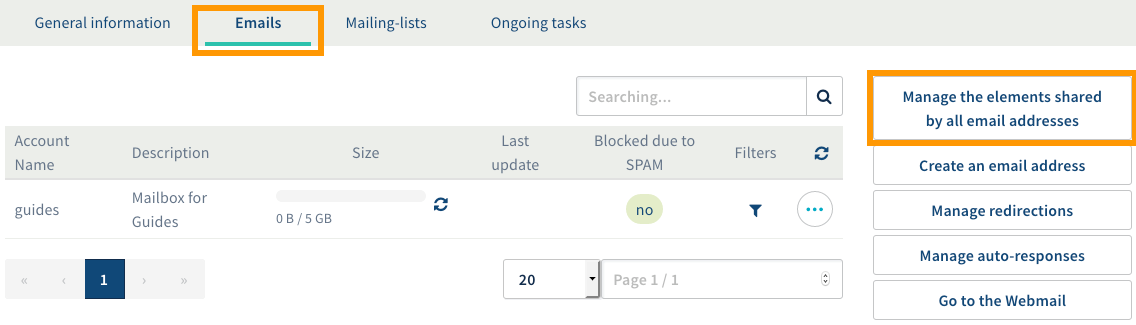 General information Emails Mailing-lists Ongoing tasks
Searching...
Manage the elements shared
by all email addresses
Account
Name
Description
Size
Last
update
Blocked due to
SPAM
Filters
Create an email address
guides
Mailbox for
Guides
0 B / 5 GB
no
Manage redirections
Manage auto-responses
« ‹ 1 › »
20
Page 1 / 1
Go to the Webmail